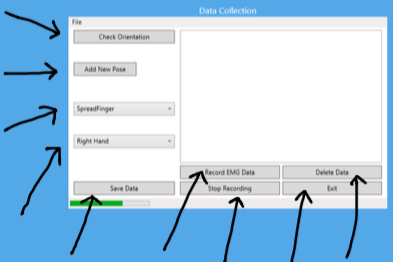 Data Collection
File
Check Orientation
Add New Pose
SpreadFinger
Right Hand
Record EMG Data
Delete Data
Save Data
Stop Recording
Exit